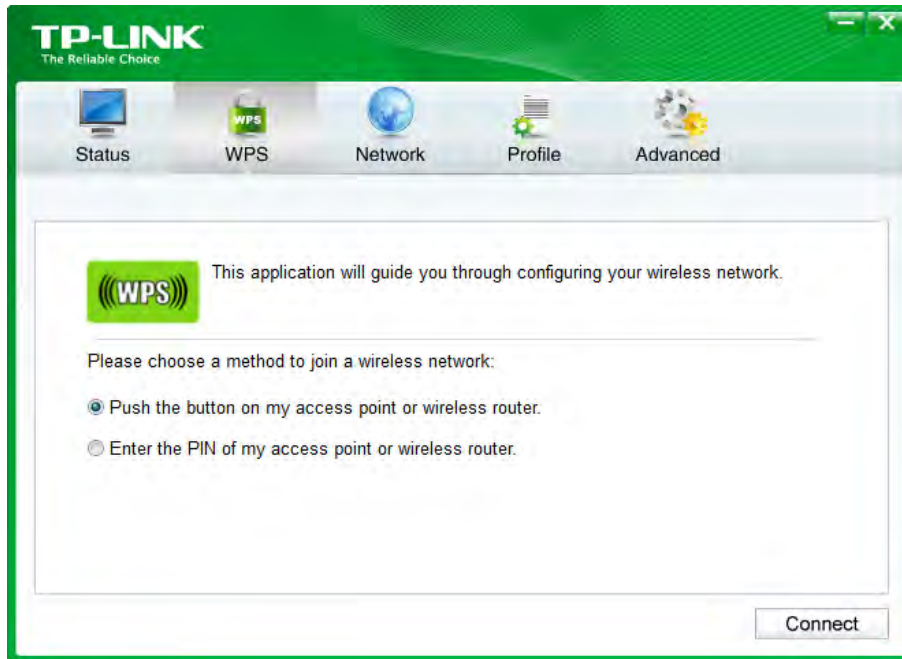 TP-LINK
The Reliable Choice
Status WPS Network Profile Advanced
WPS
(((WPS)))
This application will guide you through configuring your wireless network.
Please choose a method to join a wireless network:
Push the button on my access point or wireless router.
Enter the PIN of my access point or wireless router.
Connect